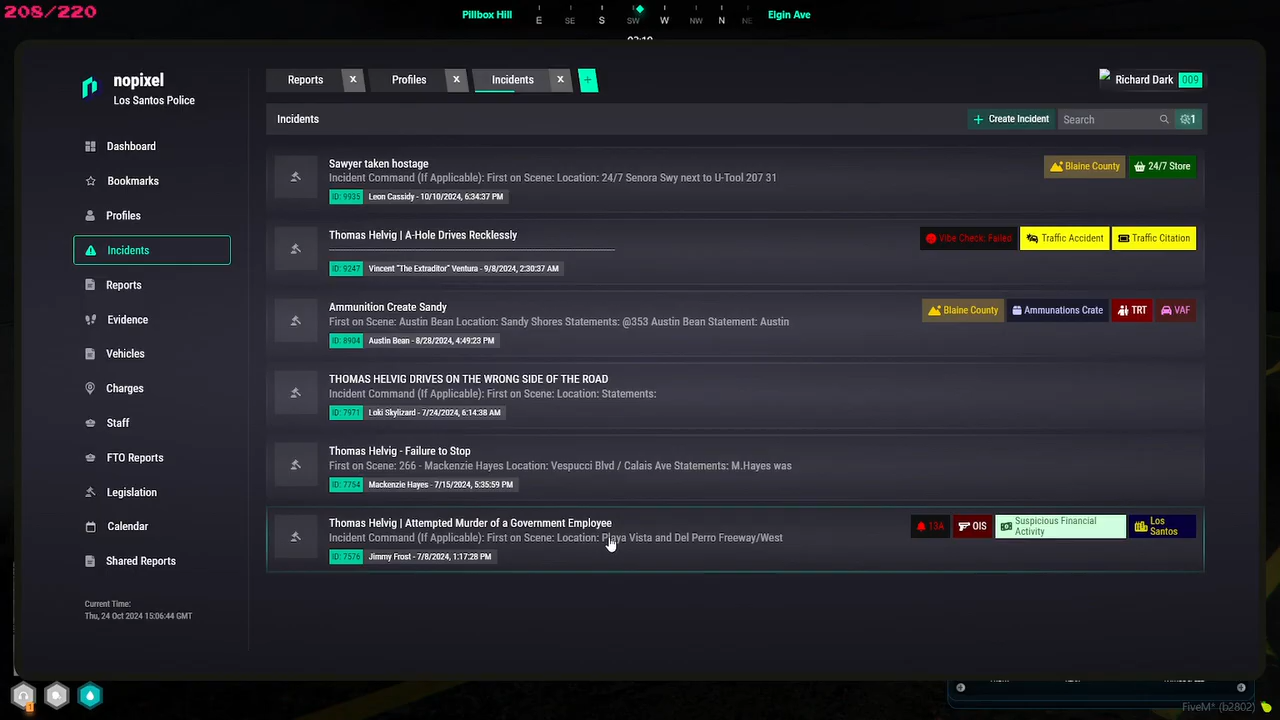 208/220
Pillbox Hill
E SE S SW W NW N NE
Elgin Ave
nopixel
Los Santos Police
Reports x Profiles x Incidents x +
Richard Dark 009
Incidents
+ Create Incident
Search
1
Dashboard
Bookmarks
Profiles
Incidents
Reports
Evidence
Vehicles
Charges
Staff
FTO Reports
Legislation
Calendar
Shared Reports
Current Time:
Thu, 24 Oct 2024 15:06:44 GMT
Sawyer taken hostage
Incident Command (If Applicable): First on Scene: Location: 24/7 Senora Swy next to U-Tool 207 31
ID: 9935 Leon Cassidy - 10/10/2024, 6:34:37 PM
Blaine County
24/7 Store
Thomas Helvig | A-Hole Drives Recklessly
ID: 9247 Vincent "The Extraditor" Ventura - 9/8/2024, 2:30:37 AM
Vibe Check: Failed
Traffic Accident
Traffic Citation
Ammunition Create Sandy
First on Scene: Austin Bean Location: Sandy Shores Statements: @353 Austin Bean Statement: Austin
ID: 8904 Austin Bean - 8/28/2024, 4:49:23 PM
Blaine County
Ammunations Crate
TRT
VAF
THOMAS HELVIG DRIVES ON THE WRONG SIDE OF THE ROAD
Incident Command (If Applicable): First on Scene: Location: Statements:
ID: 7971 Loki Skylizard - 7/24/2024, 6:14:38 AM
Thomas Helvig - Failure to Stop
First on Scene: 266 - Mackenzie Hayes Location: Vespucci Blvd / Calais Ave Statements: M.Hayes was
ID: 7754 Mackenzie Hayes - 7/15/2024, 5:35:59 PM
Thomas Helvig | Attempted Murder of a Government Employee
Incident Command (If Applicable): First on Scene: Location: Playa Vista and Del Perro Freeway/West
ID: 7576 Jimmy Frost - 7/8/2024, 1:17:28 PM
13A
OIS
Suspicious Financial
Activity
Los
Santos
FiveM* (b2802)